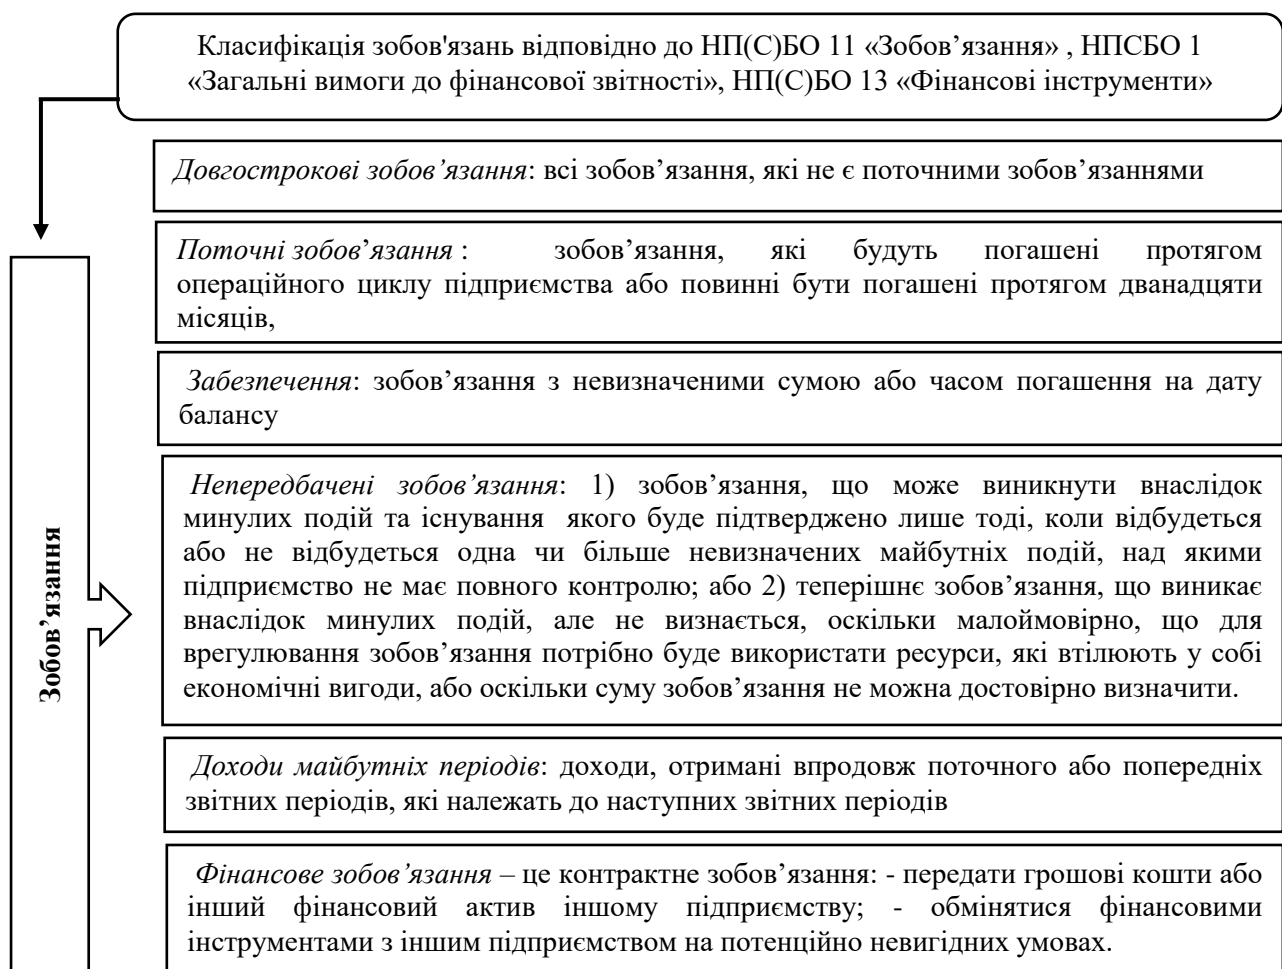 Класифікація зобов'язань відповідно до НП(С)БО 11 «Зобов’язання» , НПСБО 1
«Загальні вимоги до фінансової звітності», НП(С)БО 13 «Фінансові інструменти»
Довгострокові зобов’язання: всі зобов’язання, які не є поточними зобов’язаннями
Поточні зобов’язання : зобов’язання, які будуть погашені протягом
операційного циклу підприємства або повинні бути погашені протягом дванадцяти
місяців,
Забезпечення: зобов’язання з невизначеними сумою або часом погашення на дату
балансу
Непередбачені зобов’язання: 1) зобов’язання, що може виникнути внаслідок
минулих подій та існування якого буде підтверджено лише тоді, коли відбудеться
або не відбудеться одна чи більше невизначених майбутніх подій, над якими
підприємство не має повного контролю; або 2) теперішнє зобов’язання, що виникає
внаслідок минулих подій, але не визнається, оскільки малоймовірно, що для
врегулювання зобов’язання потрібно буде використати ресурси, які втілюють у собі
економічні вигоди, або оскільки суму зобов’язання не можна достовірно визначити.
Зобов’язання
Доходи майбутніх періодів: доходи, отримані впродовж поточного або попередніх
звітних періодів, які належать до наступних звітних періодів
Фінансове зобов’язання – це контрактне зобов’язання: - передати грошові кошти або
інший фінансовий актив іншому підприємству; - обмінятися фінансовими
інструментами з іншим підприємством на потенційно невигідних умовах.